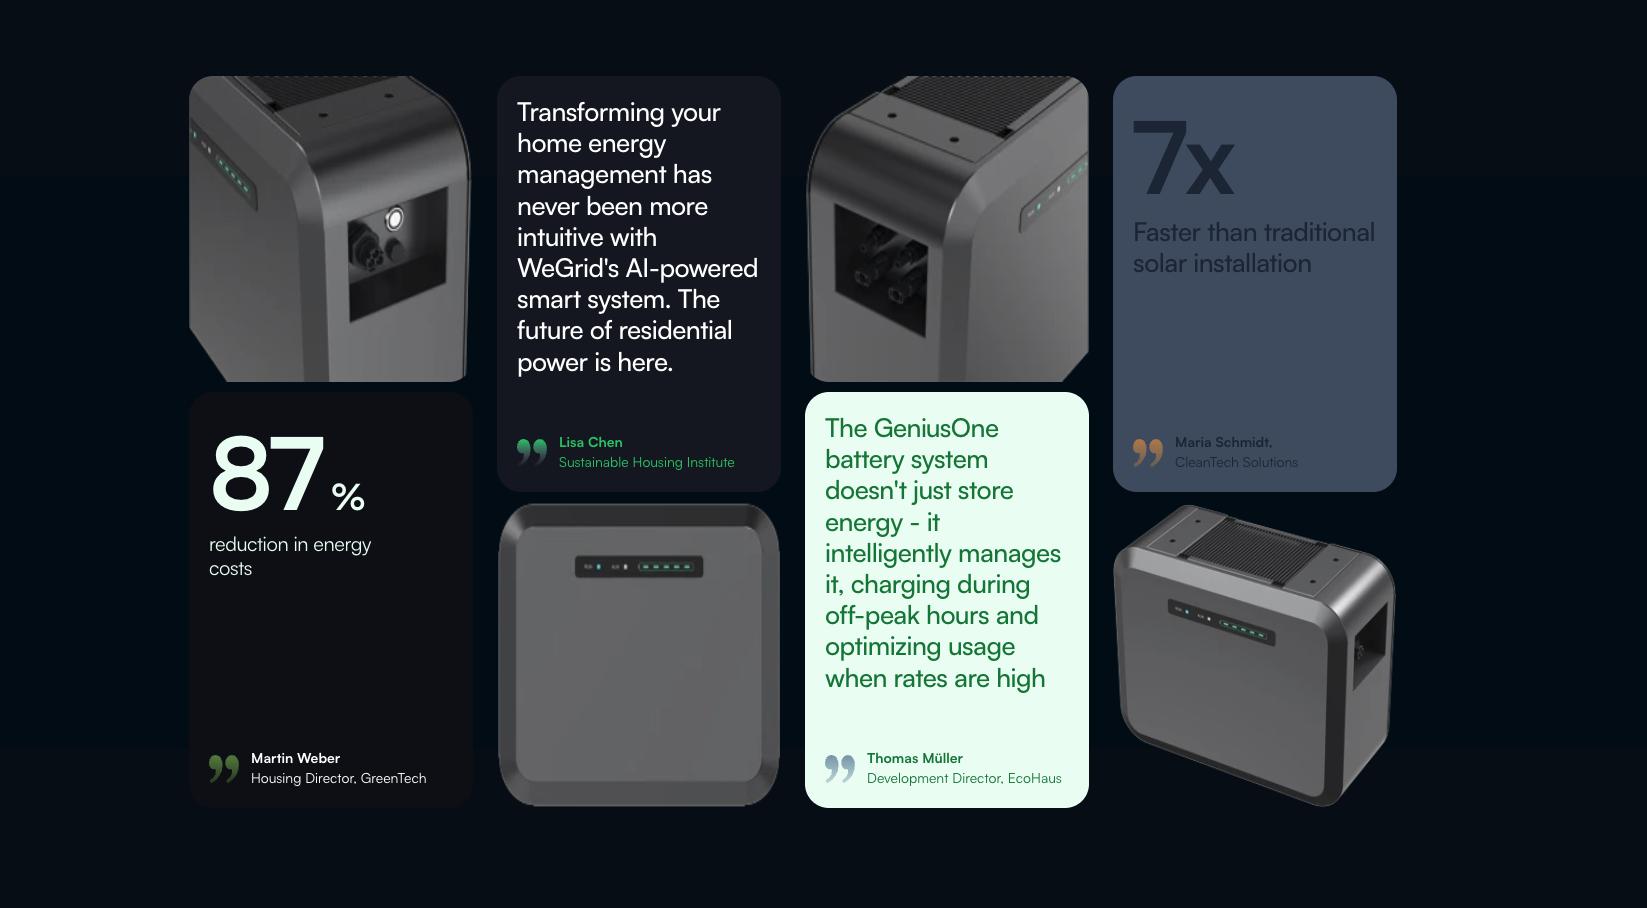 Transforming your
home energy
management has
never been more
intuitive with
WeGrid's AI-powered
smart system. The
future of residential
power is here.
Lisa Chen
Sustainable Housing Institute
7x
Faster than traditional
solar installation
Maria Schmidt,
CleanTech Solutions
87 %
reduction in energy
costs
Martin Weber
Housing Director, GreenTech
The GeniusOne
battery system
doesn't just store
energy - it
intelligently manages
it, charging during
off-peak hours and
optimizing usage
when rates are high
Thomas Müller
Development Director, EcoHaus